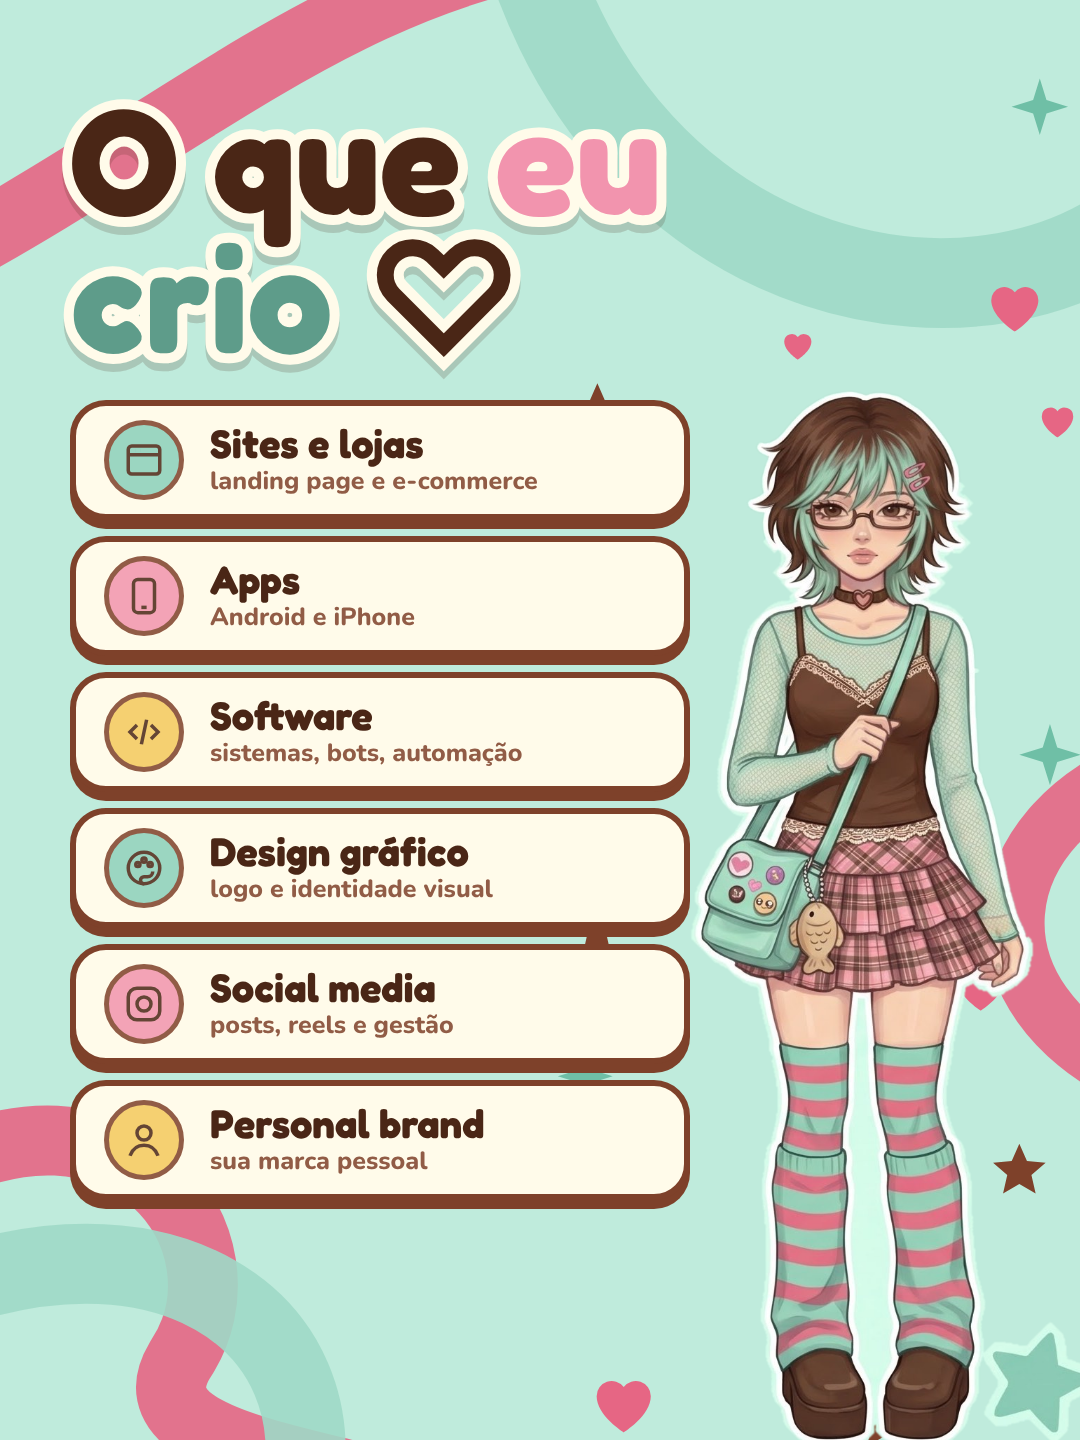 O que eu
crio
Sites e lojas
landing page e e-commerce
Apps
Android e iPhone
Software
sistemas, bots, automação
Design gráfico
logo e identidade visual
Social media
posts, reels e gestão
Personal brand
sua marca pessoal